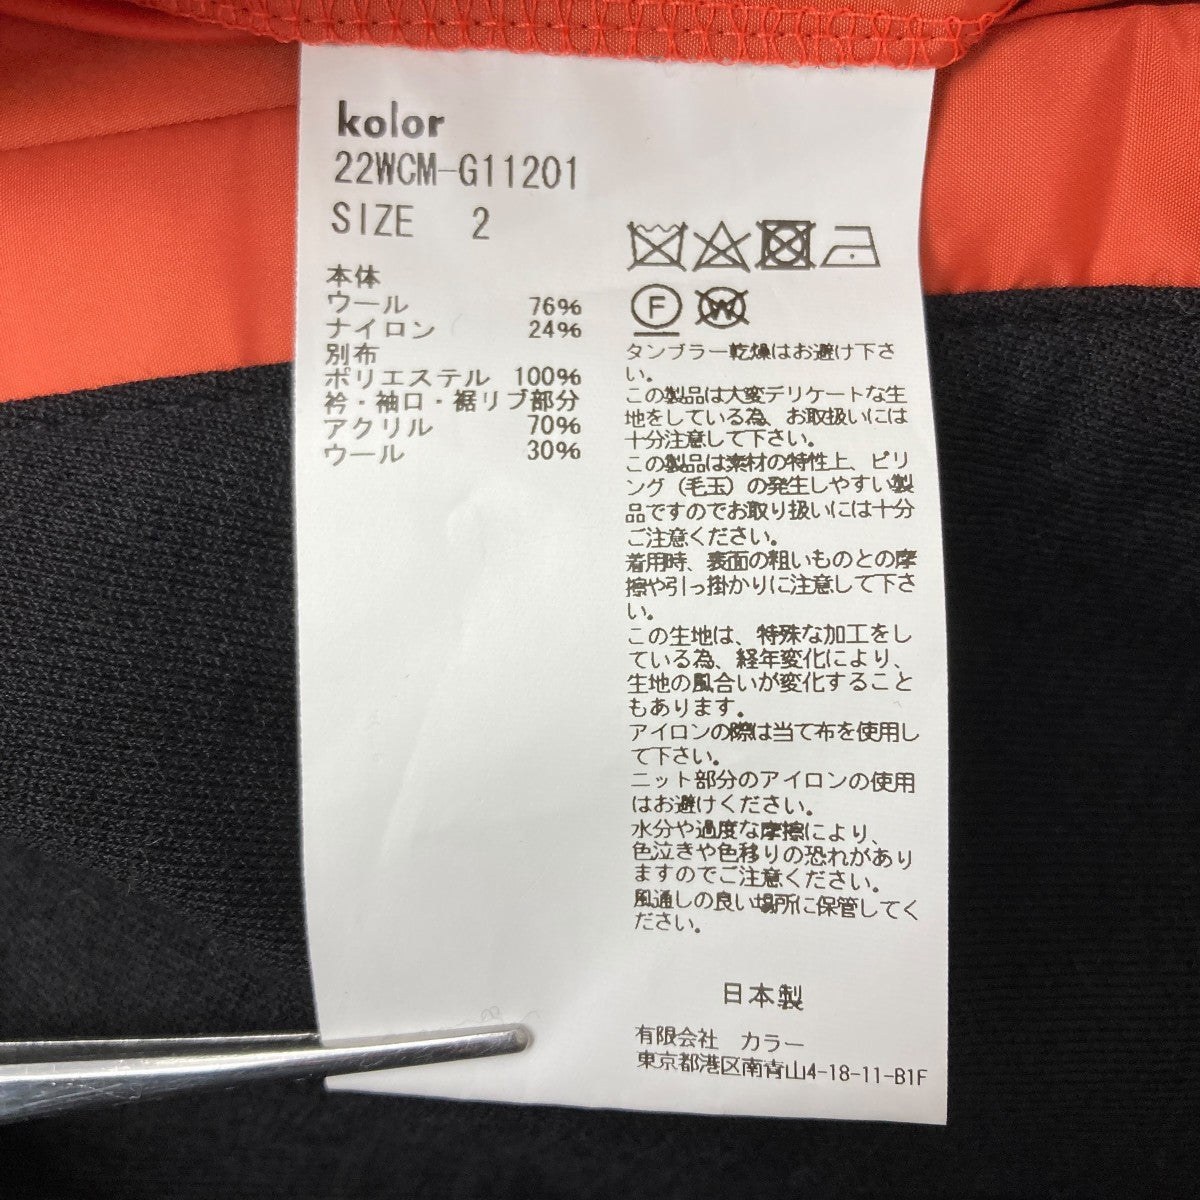 kolor
22WCM-G11201
SIZE 2
本体
ウール 76%
ナイロン 24%
別布
ポリエステル 100%
衿・袖口・裾リブ部分
アクリル 70%
ウール 30%
F W
タンブラー乾燥はお避け下さ
い。
この製品は大変デリケートな生
地をしている為、お取扱いには
十分注意して下さい。
この製品は素材の特性上、ピリ
ング(毛玉)の発生しやすい製
品ですのでお取り扱いには十分
ご注意ください。
着用時、表面の粗いものとの摩
擦や引っ掛かりに注意して下さ
い。
この生地は、特殊な加工をし
ている為、経年変化により、
生地の風合いが変化すること
もあります。
アイロンの際は当て布を使用し
て下さい。
ニット部分のアイロンの使用
はお避けください。
水分や過度な摩擦により、
色泣きや色移りの恐れがあり
ますのでご注意ください。
風通しの良い場所に保管してく
ださい。
日本製
有限会社 カラー
東京都港区南青山4-18-11-B1F